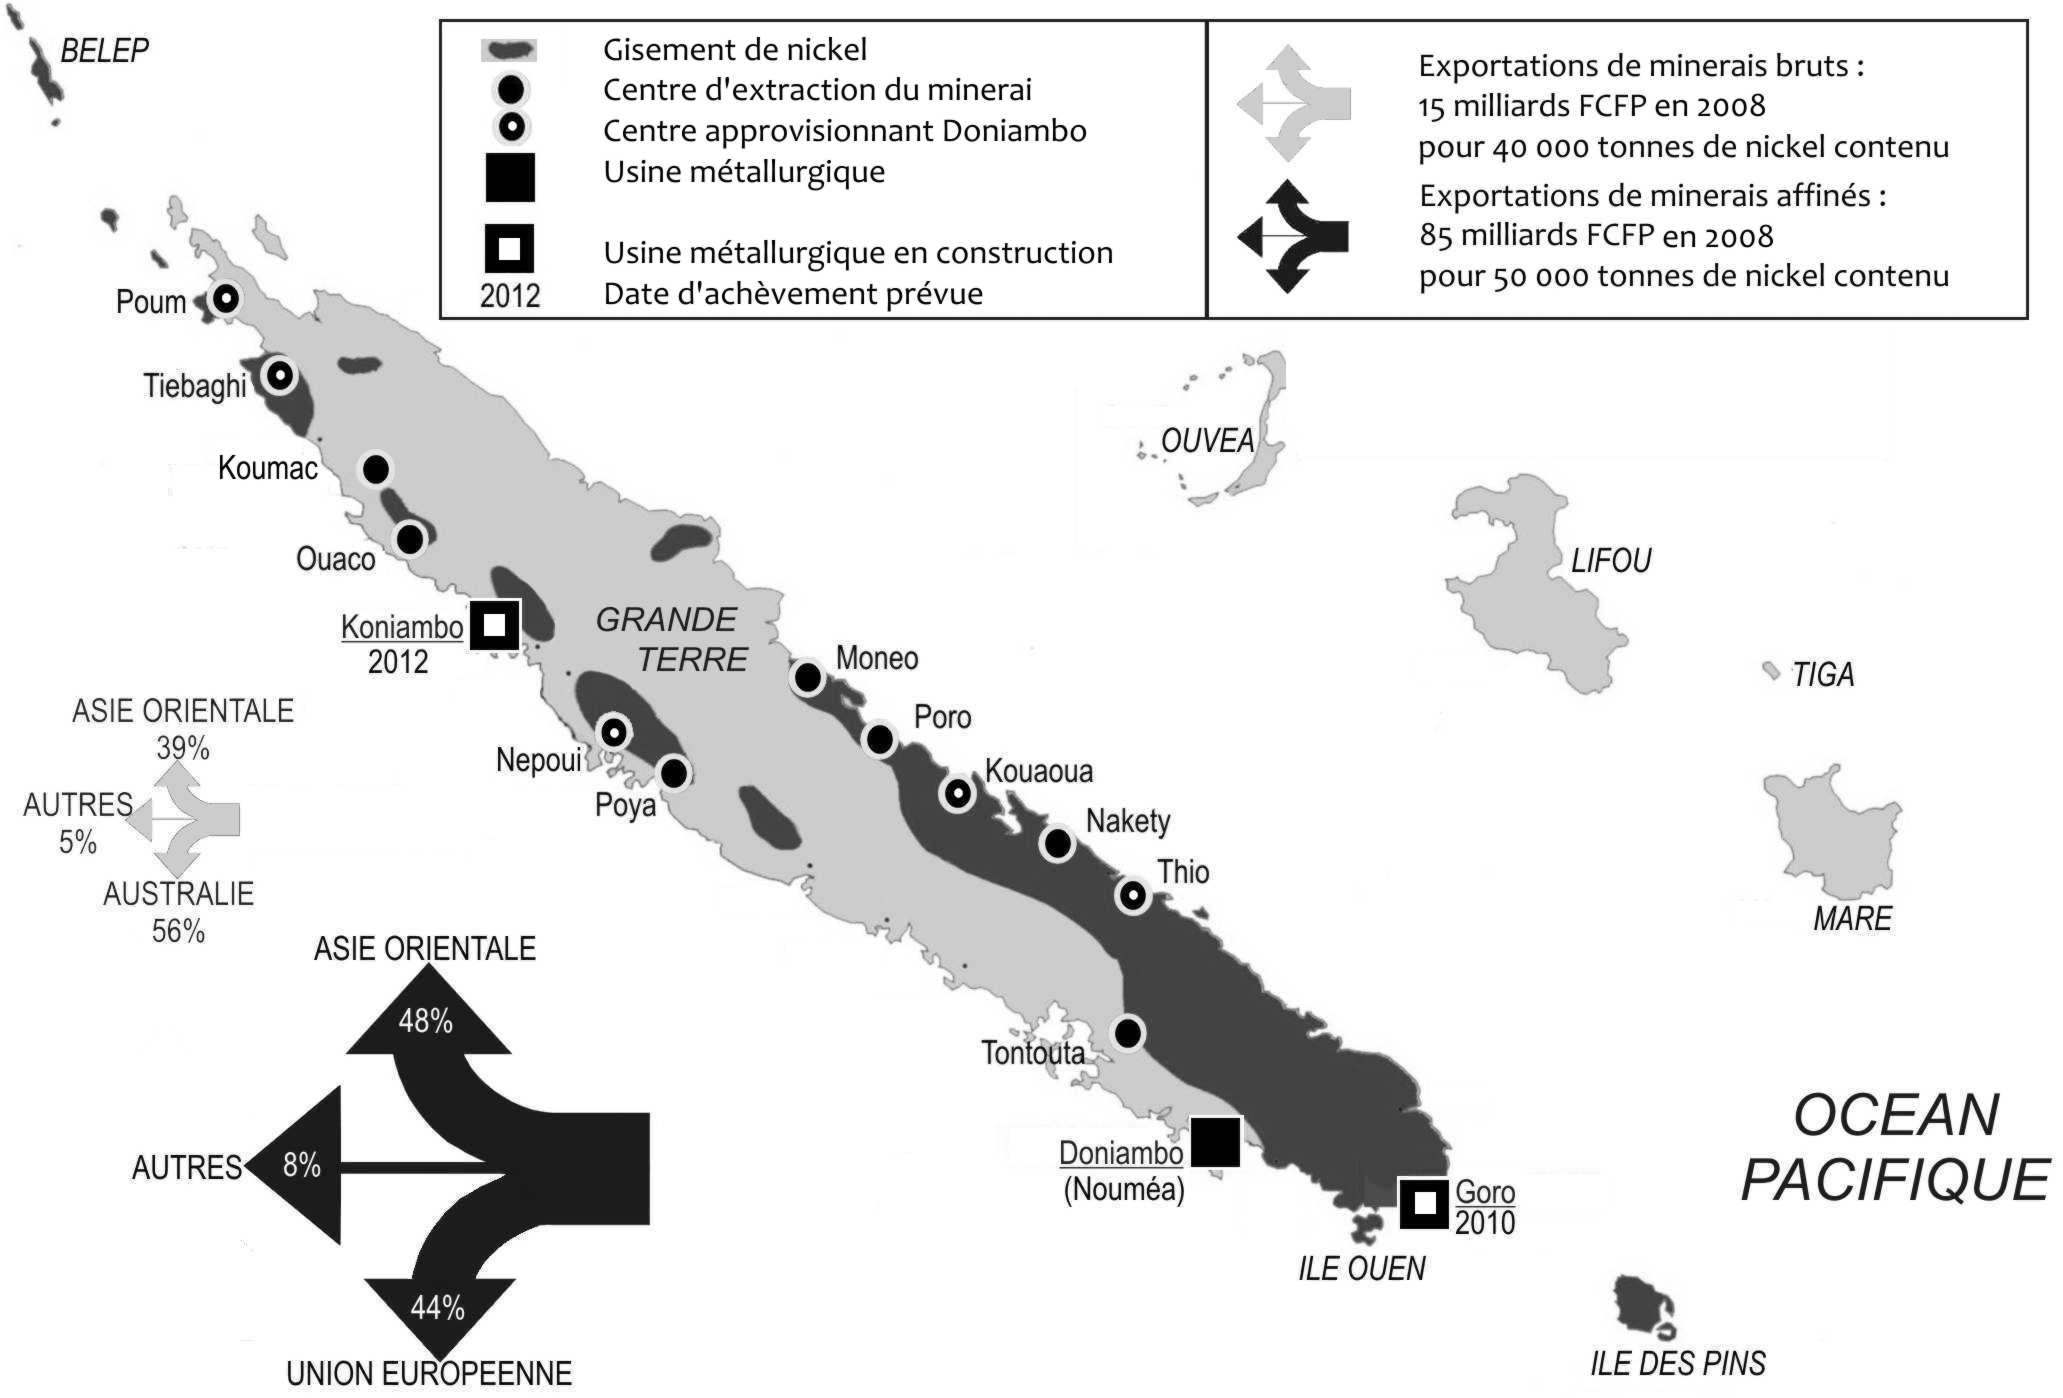 BELEP
Gisement de nickel
Centre d'extraction du minerai
Centre approvisionnant Doniambo
Usine métallurgique
Usine métallurgique en construction
2012 Date d'achèvement prévue
Exportations de minerais bruts :
15 milliards FCFP en 2008
pour 40 000 tonnes de nickel contenu
Exportations de minerais affinés :
85 milliards FCFP en 2008
pour 50 000 tonnes de nickel contenu
Poum
Tiebaghi
Koumac
Ouaco
Koniambo
2012
GRANDE
TERRE
Nepoui
Poya
Moneo
Poro
Kouaoua
Nakety
Thio
Tontouta
Doniambo
(Nouméa)
Goro
2010
ILE OUEN
ILE DES PINS
OUVEA
LIFOU
TIGA
MARE
OCEAN
PACIFIQUE
ASIE ORIENTALE
39%
AUTRES
5%
AUSTRALIE
56%
ASIE ORIENTALE
48%
AUTRES 8%
44%
UNION EUROPEENNE